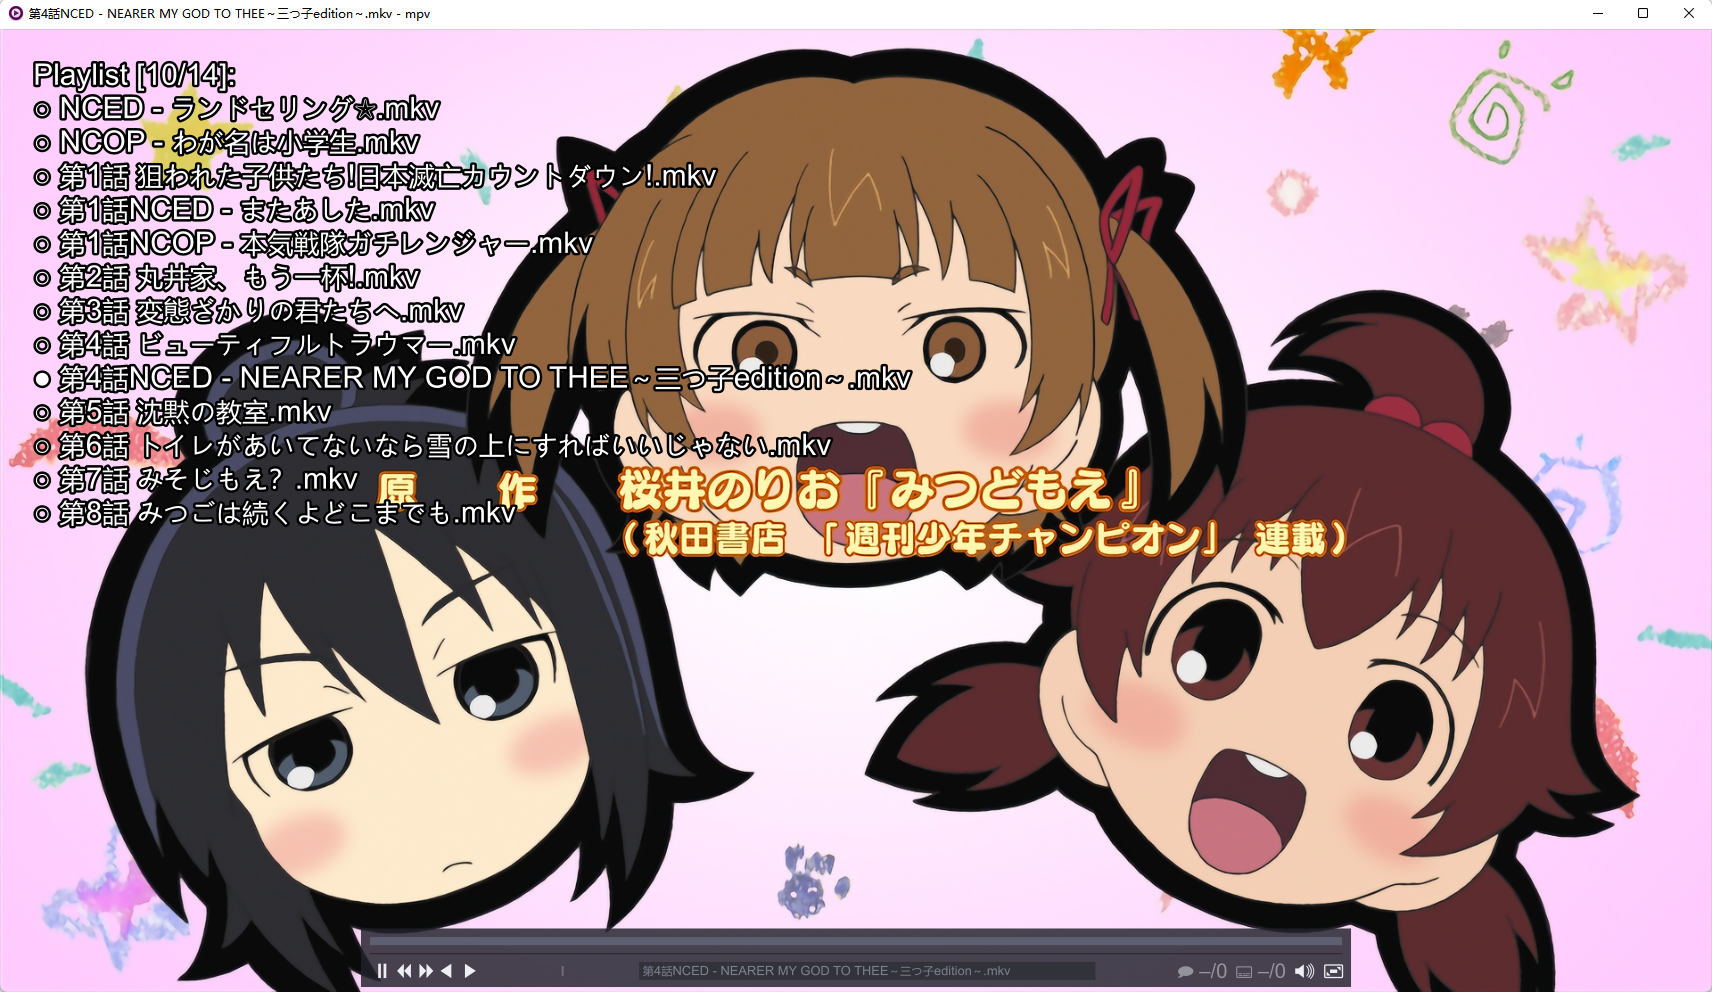 第4話NCED - NEARER MY GOD TO THEE～三つ子edition～.mkv - mpv
Playlist [10/14]:
○ NCED - ランドセリング☆.mkv
○ NCOP - わが名は小学生.mkv
○ 第1話 狙われた子供たち!日本滅亡カウントダウン!.mkv
○ 第1話NCED - またあした.mkv
○ 第1話NCOP - 本気戦隊ガチレンジャー.mkv
○ 第2話 丸井家、もう一杯!.mkv
○ 第3話 変態ざかりの君たちへ.mkv
○ 第4話 ビューティフルトラウマー.mkv
● 第4話NCED - NEARER MY GOD TO THEE～三つ子edition～.mkv
○ 第5話 沈黙の教室.mkv
○ 第6話 トイレがあいてないなら雪の上にすればいいじゃない.mkv
○ 第7話 みそじもえ？.mkv
○ 第8話 みつごは続くよどこまでも.mkv
原 作 桜井のりお『みつどもえ』
（秋田書店 「週刊少年チャンピオン」 連載）
第4話NCED - NEARER MY GOD TO THEE～三つ子edition～.mkv
–/0 –/0